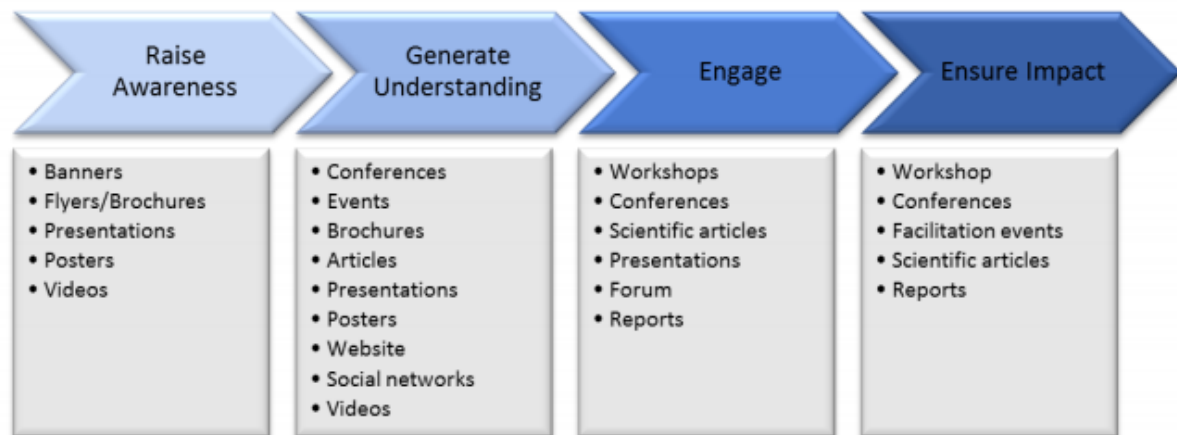 Raise
Awareness
Generate
Understanding
Engage
Ensure Impact
• Banners
• Flyers/Brochures
• Presentations
• Posters
• Videos
• Conferences
• Events
• Brochures
• Articles
• Presentations
• Posters
• Website
• Social networks
• Videos
• Workshops
• Conferences
• Scientific articles
• Presentations
• Forum
• Reports
• Workshop
• Conferences
• Facilitation events
• Scientific articles
• Reports